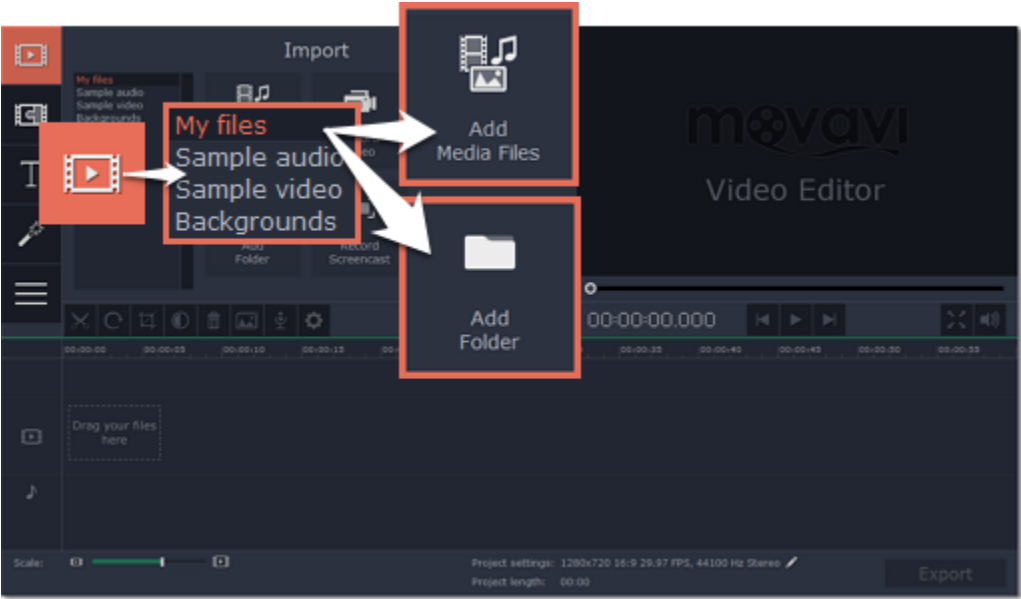 Import
My files
Sample audio
Sample video
Backgrounds
My files
Sample audio
Sample video
Backgrounds
Add
Media Files
Add
Folder
Add
Folder
Record
Screencast
movavi
Video Editor
00:00:00.000
00:00:00
00:00:05
00:00:10
00:00:15
00:00:35
00:00:40
00:00:45
00:00:50
00:00:55
Drag your files
here
Scale:
Project settings: 1280x720 16:9 29.97 FPS, 44100 Hz Stereo
Project length: 00:00
Export